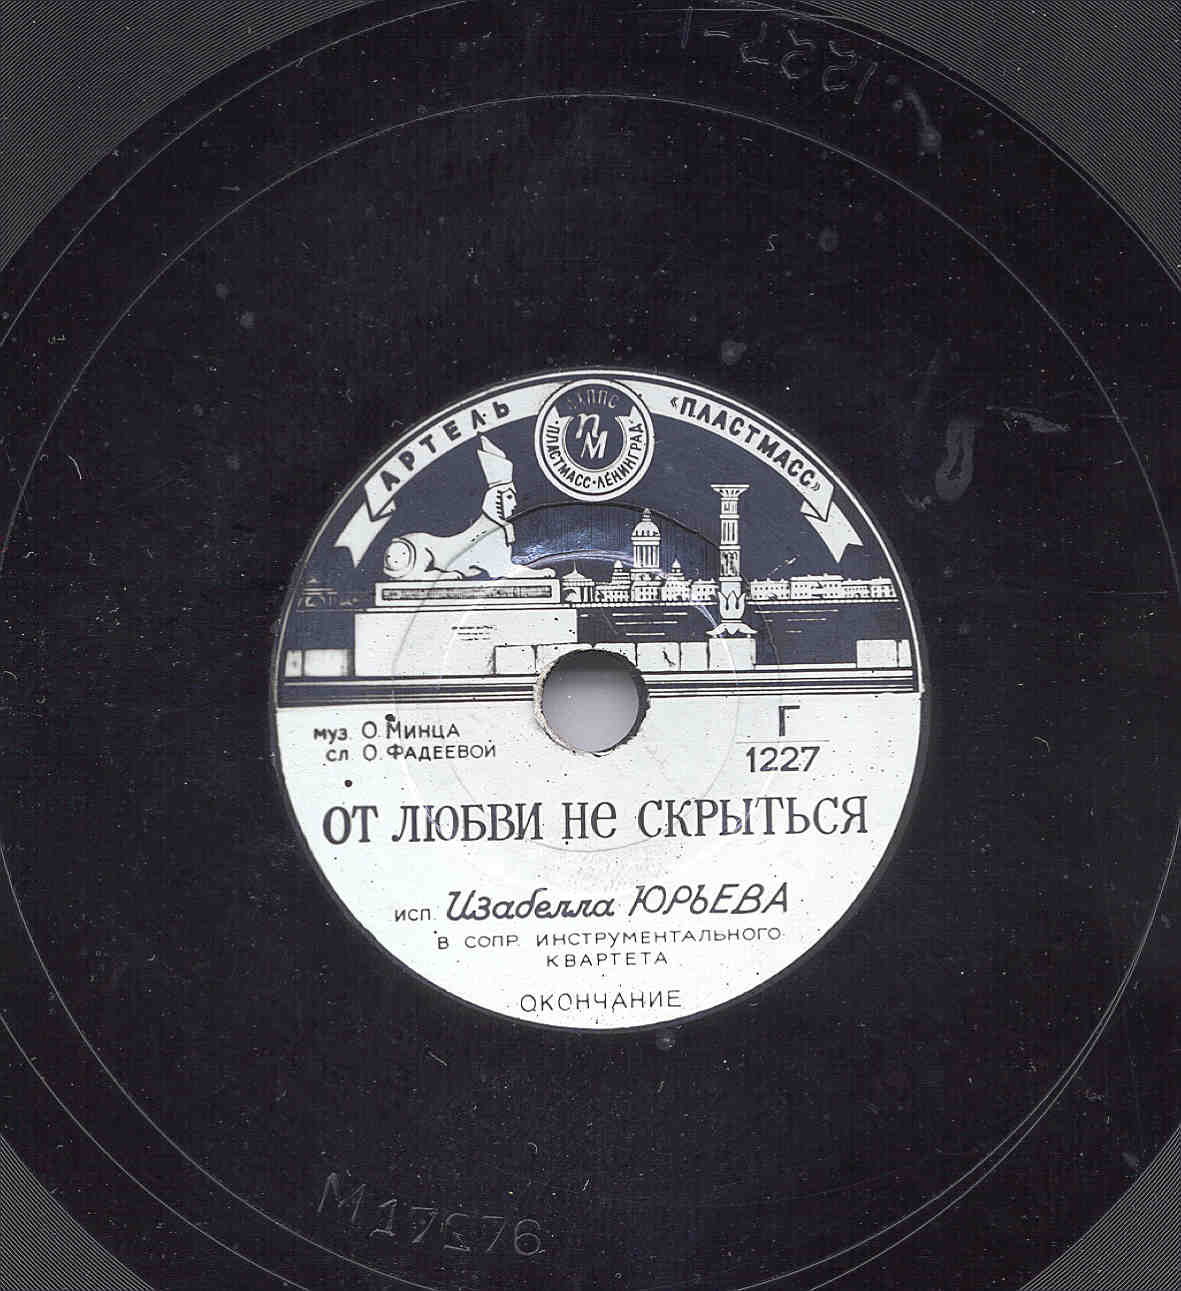 АРТЕЛЬ «ПЛАСТМАСС»
ПМ
ПЛАСТМАСС·ЛЕНИНГРАД
муз. О. МИНЦА
сл. О. ФАДЕЕВОЙ
Г
1227
ОТ ЛЮБВИ НЕ СКРЫТЬСЯ
исп. Изабелла ЮРЬЕВА
В СОПР. ИНСТРУМЕНТАЛЬНОГО
КВАРТЕТА
ОКОНЧАНИЕ
М17576